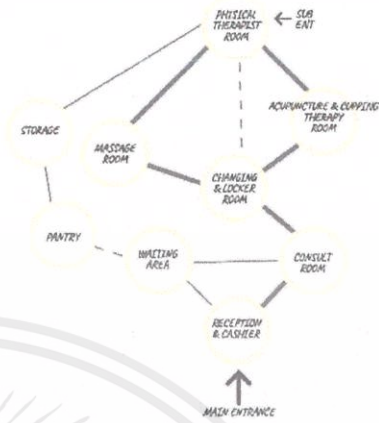 PHYSICAL
THERAPIST
ROOM
SUB
ENT
ACUPUNCTURE & CUPPING
THERAPY
ROOM
STORAGE
MASSAGE
ROOM
CHANGING
& LOCKER
ROOM
PANTRY
WAITING
AREA
CONSULT
ROOM
RECEPTION
& CASHIER
MAIN ENTRANCE